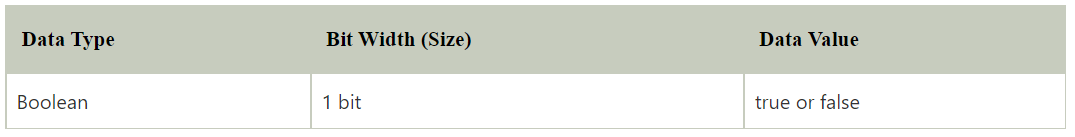 Data Type Bit Width (Size) Data Value
Boolean 1 bit true or false